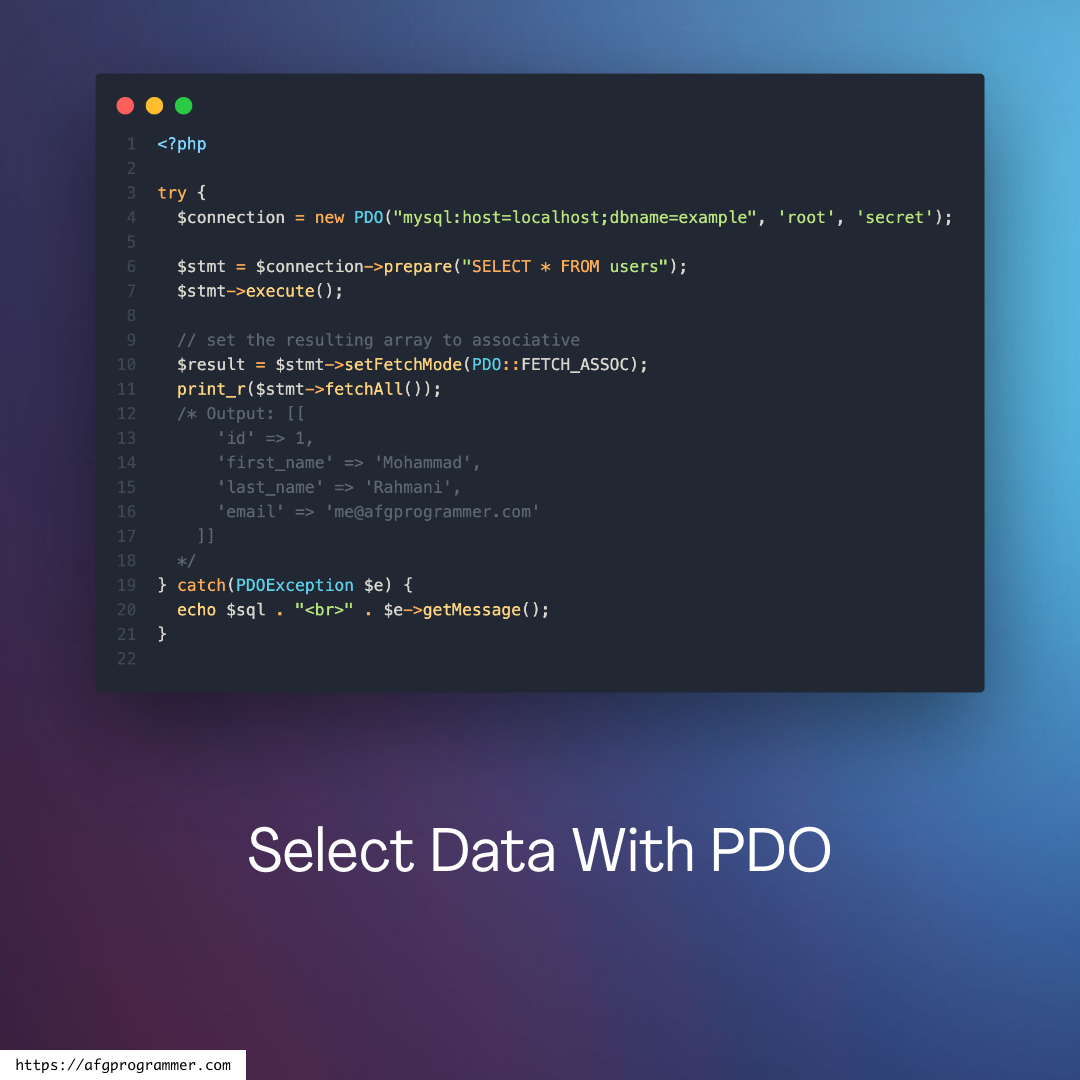 1 <?php
2
3 try {
4   $connection = new PDO("mysql:host=localhost;dbname=example", 'root', 'secret');
5
6   $stmt = $connection->prepare("SELECT * FROM users");
7   $stmt->execute();
8
9   // set the resulting array to associative
10   $result = $stmt->setFetchMode(PDO::FETCH_ASSOC);
11   print_r($stmt->fetchAll());
12   /* Output: [[
13       'id' => 1,
14       'first_name' => 'Mohammad',
15       'last_name' => 'Rahmani',
16       'email' => 'me@afgprogrammer.com'
17     ]]
18   */
19 } catch(PDOException $e) {
20   echo $sql . "<br>" . $e->getMessage();
21 }
22
Select Data With PDO
https://afgprogrammer.com